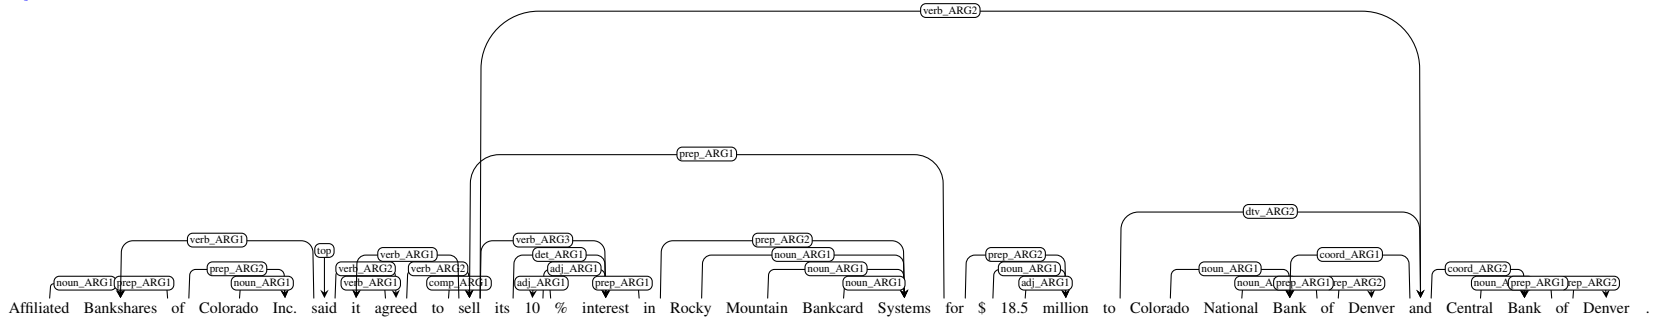 verb_ARG2
prep_ARG1
dtv_ARG2
verb_ARG1 verb_ARG3 prep_ARG2
top verb_ARG1 det_ARG1 noun_ARG1 prep_ARG2 coord_ARG1
prep_ARG2 verb_ARG2 verb_ARG2 adj_ARG1 noun_ARG1 noun_ARG1 noun_ARG1 coord_ARG2
noun_ARG1 prep_ARG1 noun_ARG1 verb_ARG1 comp_ARG1 adj_ARG1 prep_ARG1 noun_ARG1 adj_ARG1 prep_ARG1 prep_ARG1
Affiliated Bankshares of Colorado Inc. said it agreed to sell its 10 % interest in Rocky Mountain Bankcard Systems for $ 18.5 million to Colorado National Bank of Denver and Central Bank of Denver .